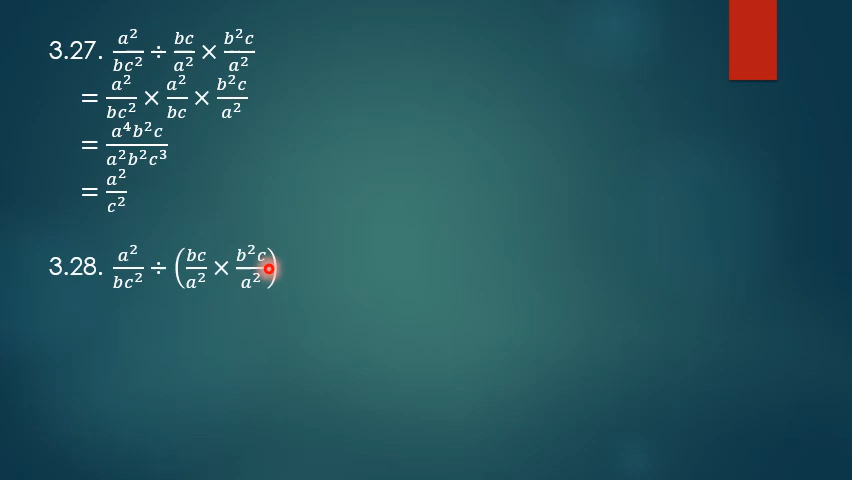 3.27. a²/bc² ÷ bc/a² × b²c/a²
= a²/bc² × a²/bc × b²c/a²
= a⁴b²c/a²b²c³
= a²/c²
3.28. a²/bc² ÷ (bc/a² × b²c/a²)